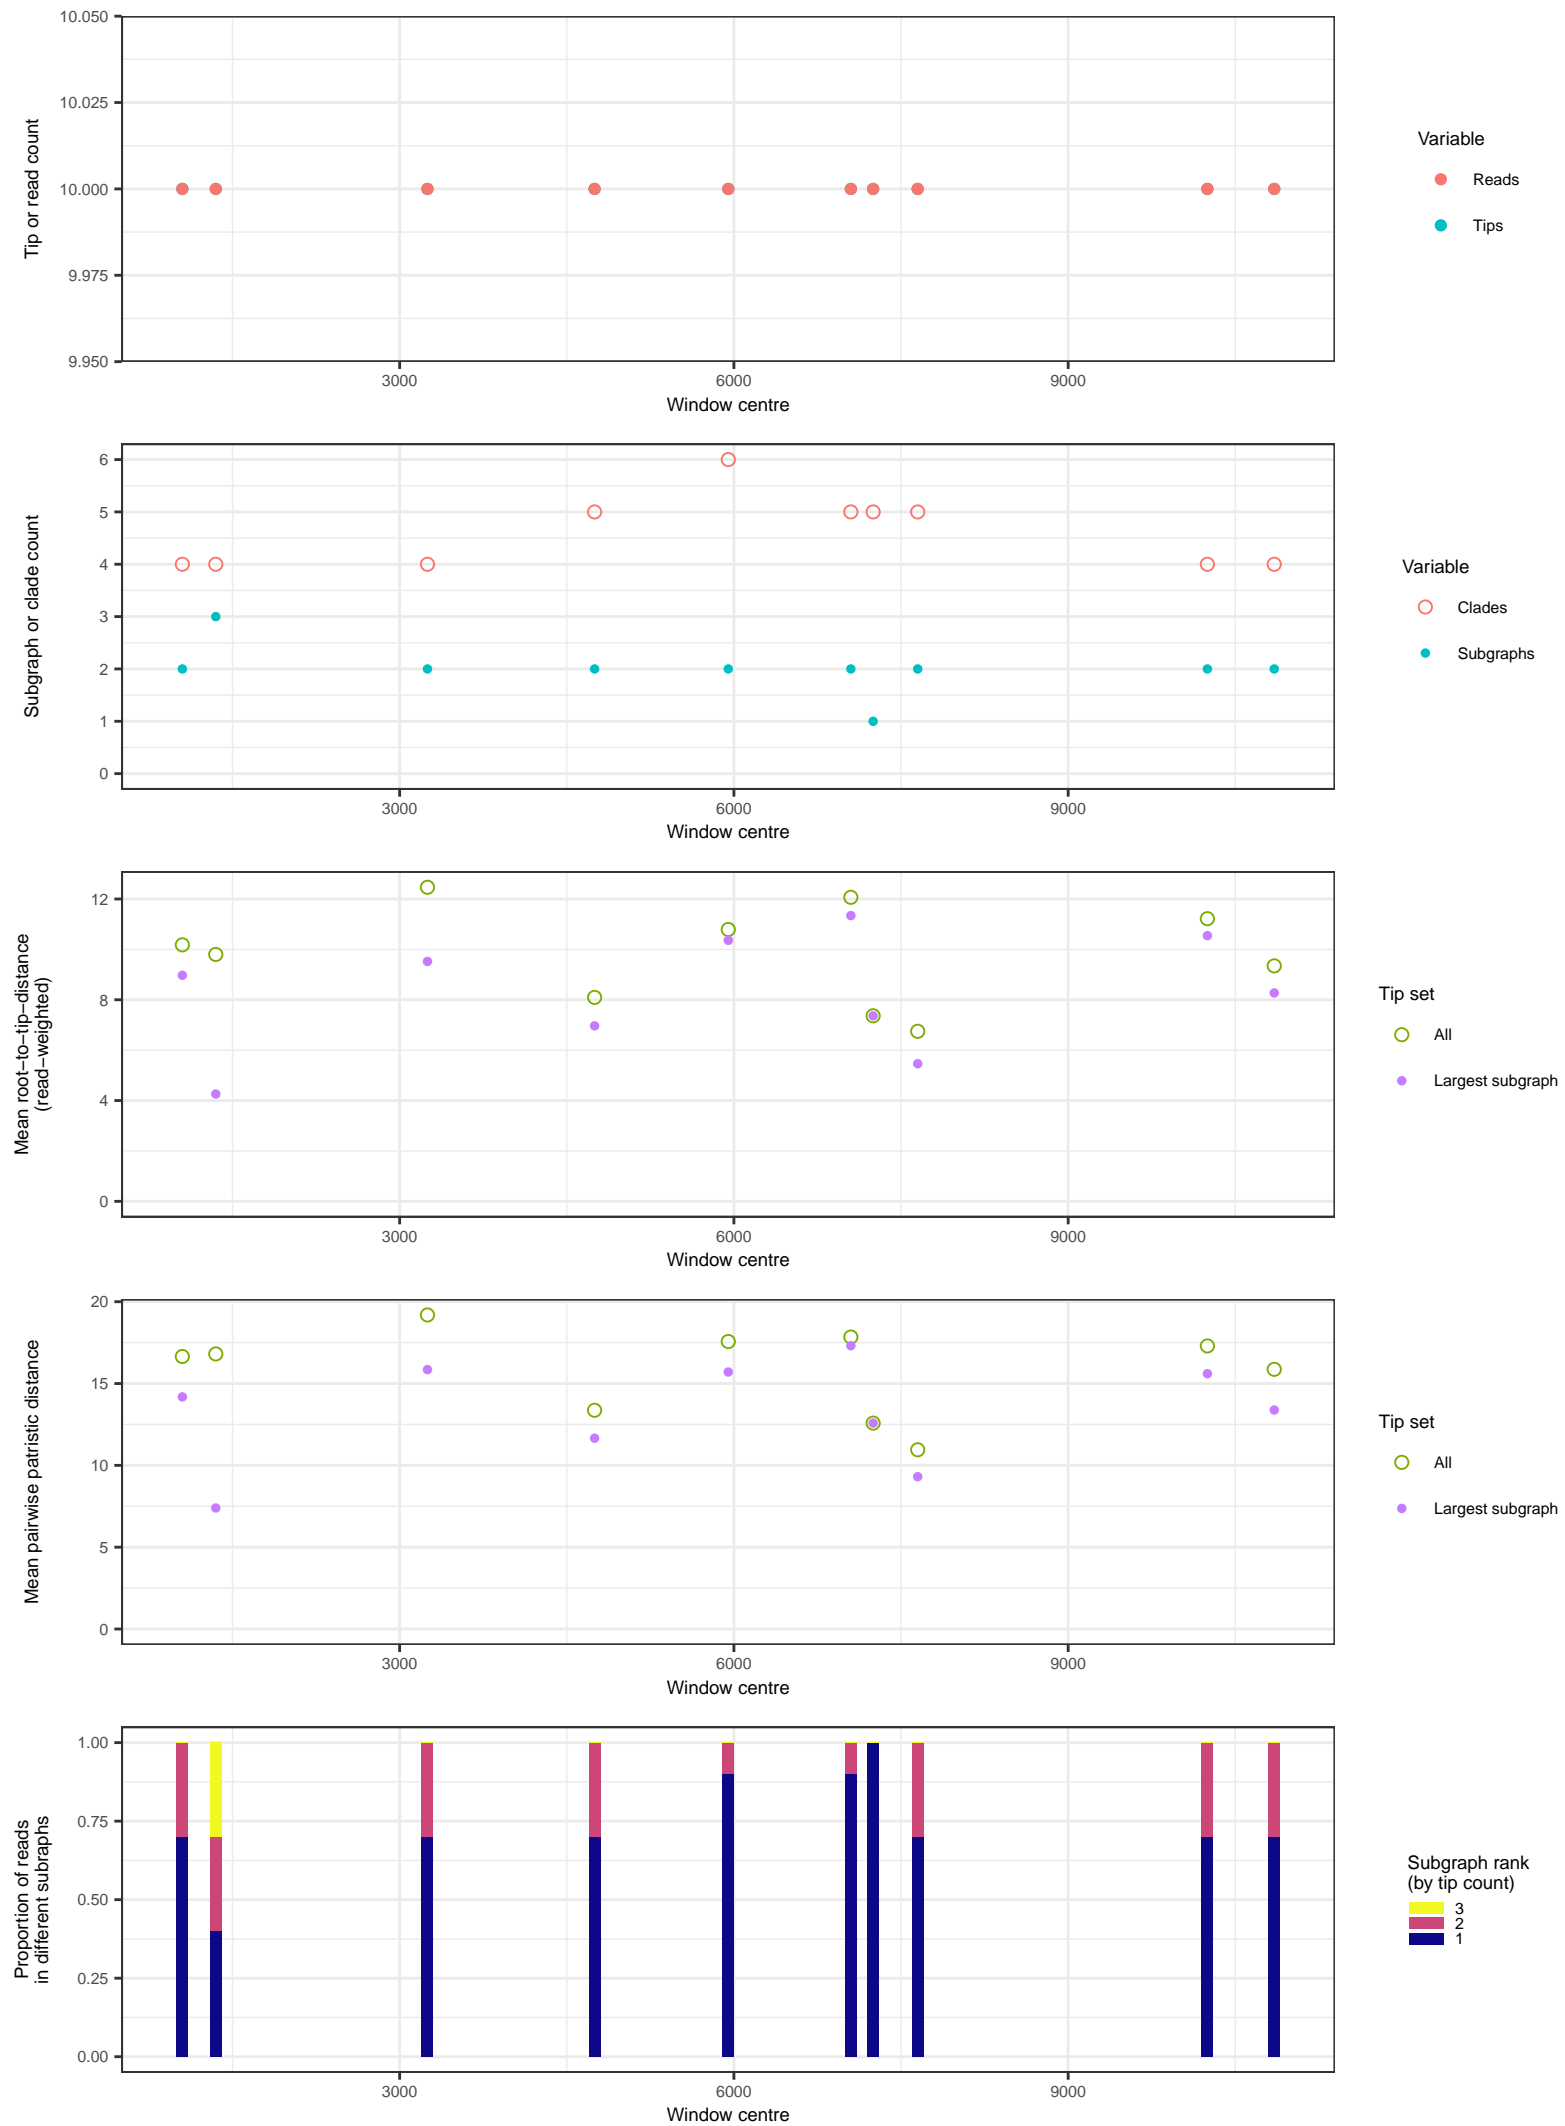 10.050
10.025
10.000
9.975
9.950
Tip or read count
3000 6000 9000
Window centre
Variable
Reads
Tips
6
5
4
3
2
1
0
Subgraph or clade count
3000 6000 9000
Window centre
Variable
Clades
Subgraphs
12
8
4
0
Mean root−to−tip−distance
(read−weighted)
3000 6000 9000
Window centre
Tip set
All
Largest subgraph
20
15
10
5
0
Mean pairwise patristic distance
3000 6000 9000
Window centre
Tip set
All
Largest subgraph
1.00
0.75
0.50
0.25
0.00
Proportion of reads
in different subraphs
3000 6000 9000
Window centre
Subgraph rank
(by tip count)
3
2
1